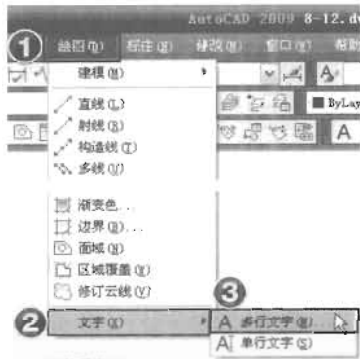 AutoCAD 2009 8-12.d
1 绘图(D) 标注(N) 修改(M) 窗口(W) 帮助
建模(M)
ByLay
直线(L)
射线(R)
构造线(T)
多线(U)
A
渐变色...
边界(B)...
面域(N)
区域覆盖(W)
修订云线(V)
3
2 文字(X) A 多行文字(M)...
AI 单行文字(S)